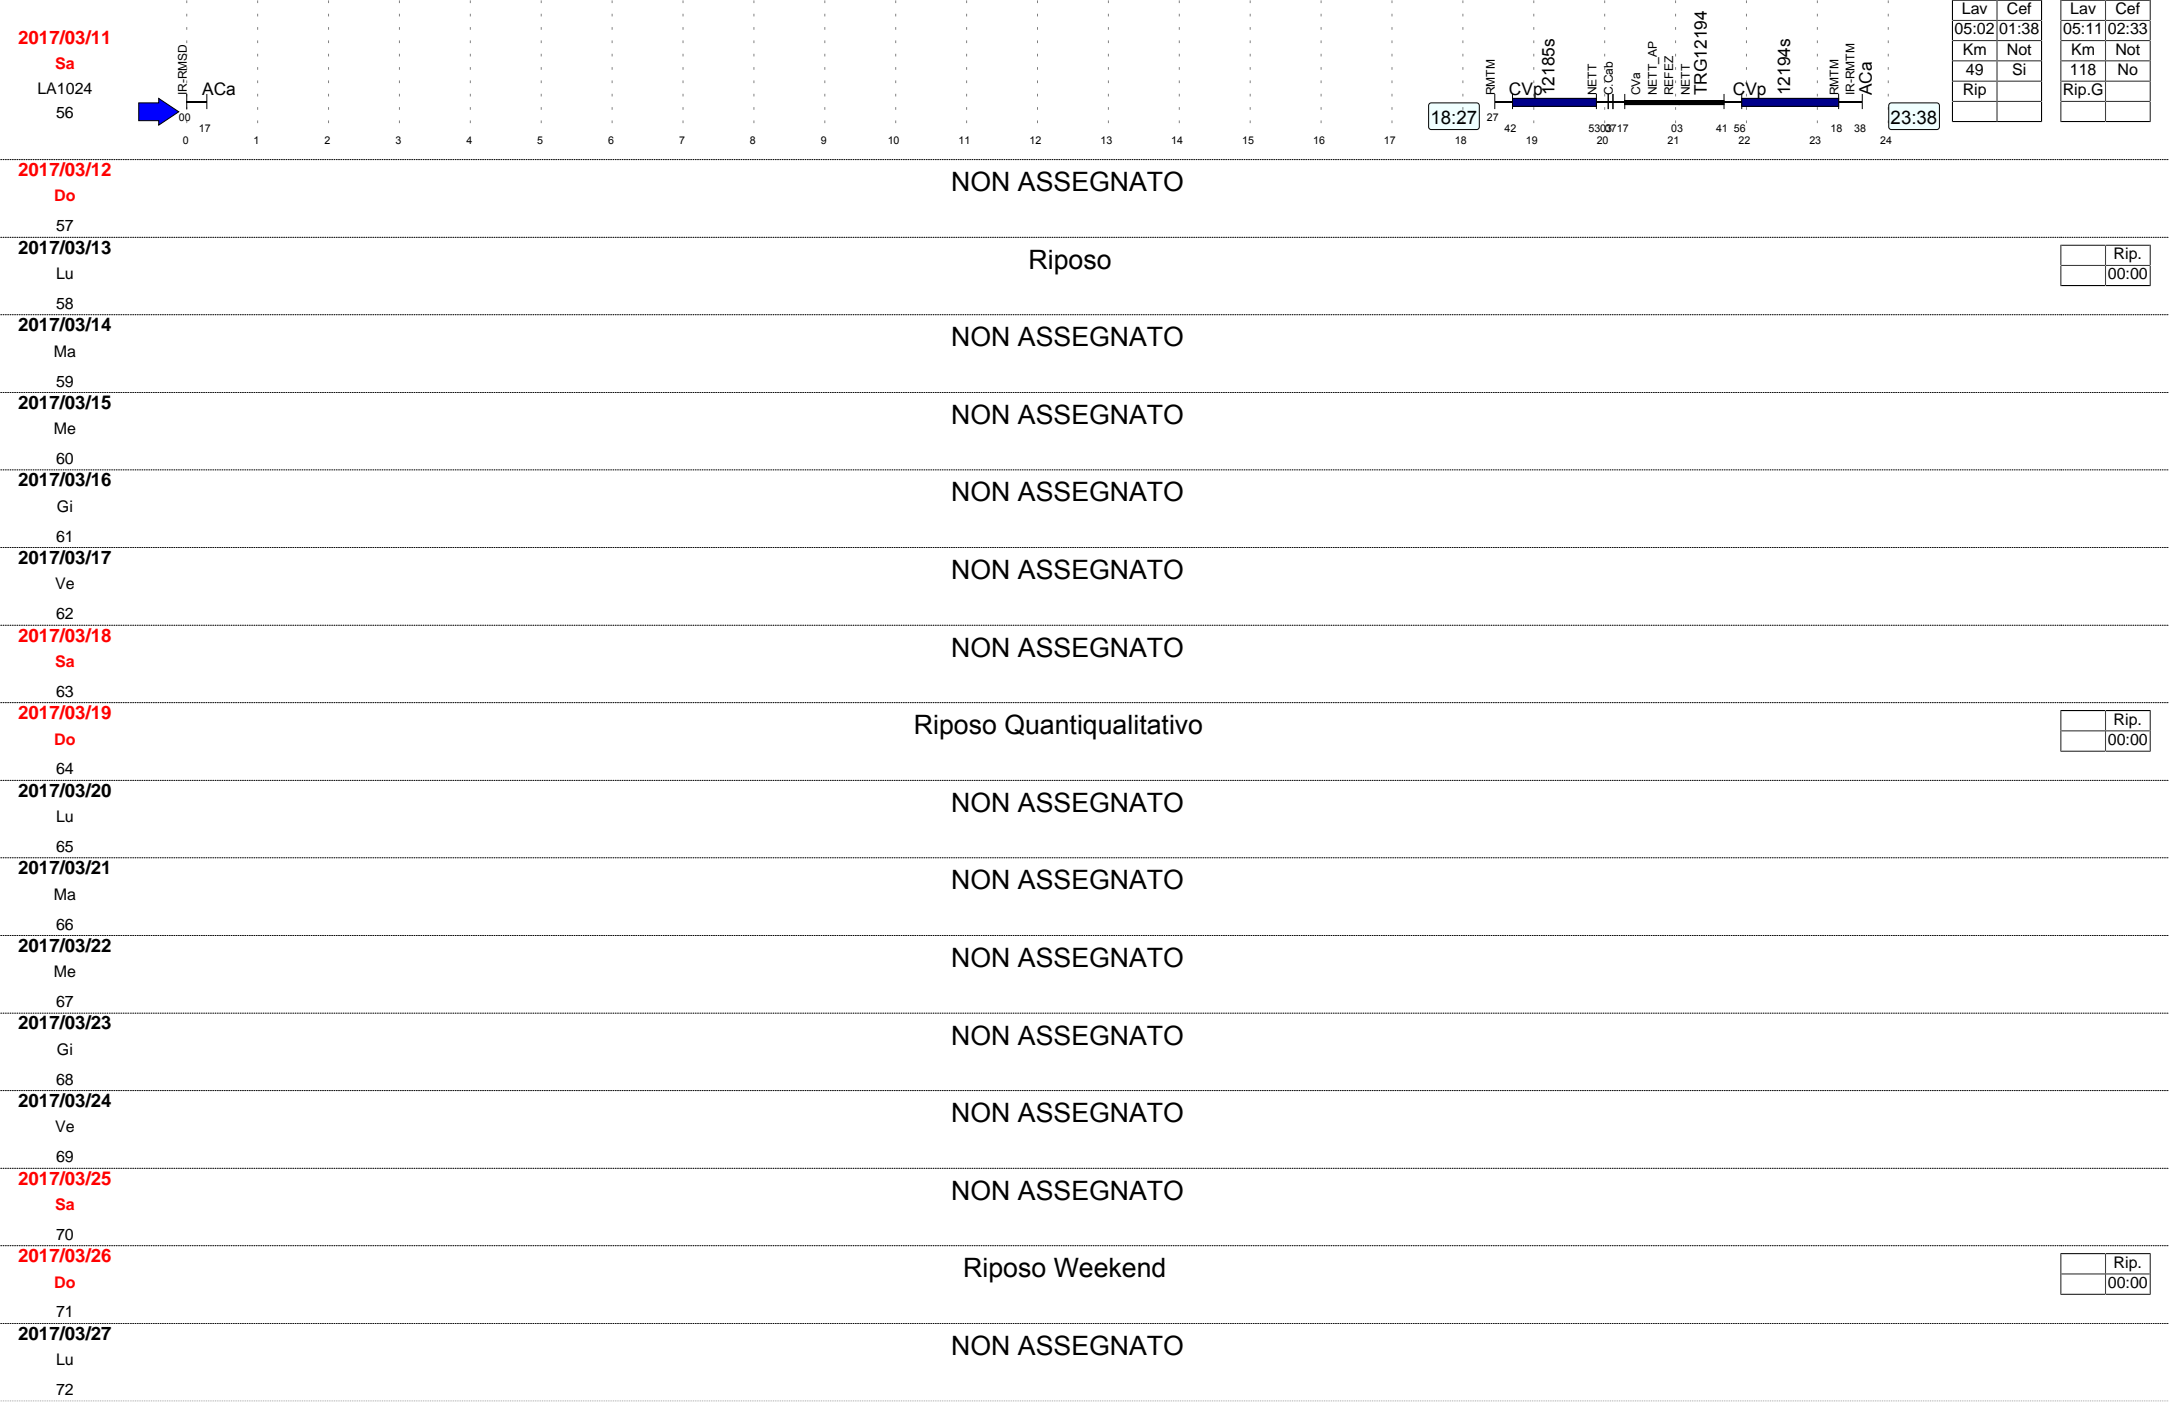 2017/03/11
Sa
LA1024
56
IR-RMSD
ACa
00
17
18:27
RMTM
CVp
12185s
NETT
C.Cab
CVa
NETT_AP
REFEZ
NETT
TRG12194
CVp
12194s
RMTM
IR-RMTM
ACa
27
42
53
17
03
41
56
18
38
23:38
0 1 2 3 4 5 6 7 8 9 10 11 12 13 14 15 16 17 18 19 20 21 22 23 24
Lav Cef
05:02 01:38
Km Not
49 Si
Rip
Lav Cef
05:11 02:33
Km Not
118 No
Rip.G
2017/03/12
Do
57
NON ASSEGNATO
2017/03/13
Lu
58
Riposo
Rip.
00:00
2017/03/14
Ma
59
NON ASSEGNATO
2017/03/15
Me
60
NON ASSEGNATO
2017/03/16
Gi
61
NON ASSEGNATO
2017/03/17
Ve
62
NON ASSEGNATO
2017/03/18
Sa
63
NON ASSEGNATO
2017/03/19
Do
64
Riposo Quantiqualitativo
Rip.
00:00
2017/03/20
Lu
65
NON ASSEGNATO
2017/03/21
Ma
66
NON ASSEGNATO
2017/03/22
Me
67
NON ASSEGNATO
2017/03/23
Gi
68
NON ASSEGNATO
2017/03/24
Ve
69
NON ASSEGNATO
2017/03/25
Sa
70
NON ASSEGNATO
2017/03/26
Do
71
Riposo Weekend
Rip.
00:00
2017/03/27
Lu
72
NON ASSEGNATO